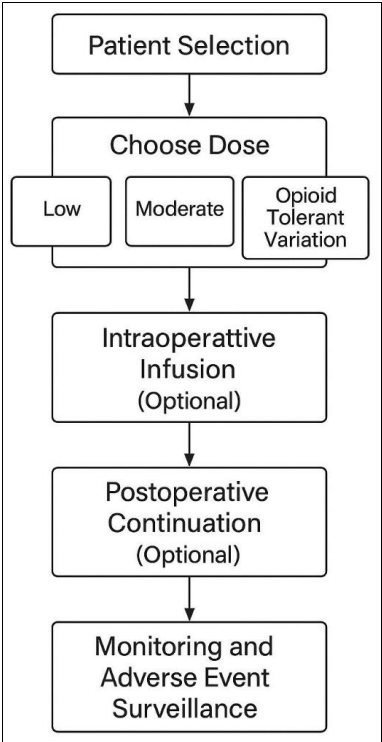 Patient Selection
Choose Dose
Low
Moderate
Opioid
Tolerant
Variation
Intraoperattive
Infusion
(Optional)
Postoperative
Continuation
(Optional)
Monitoring and
Adverse Event
Surveillance